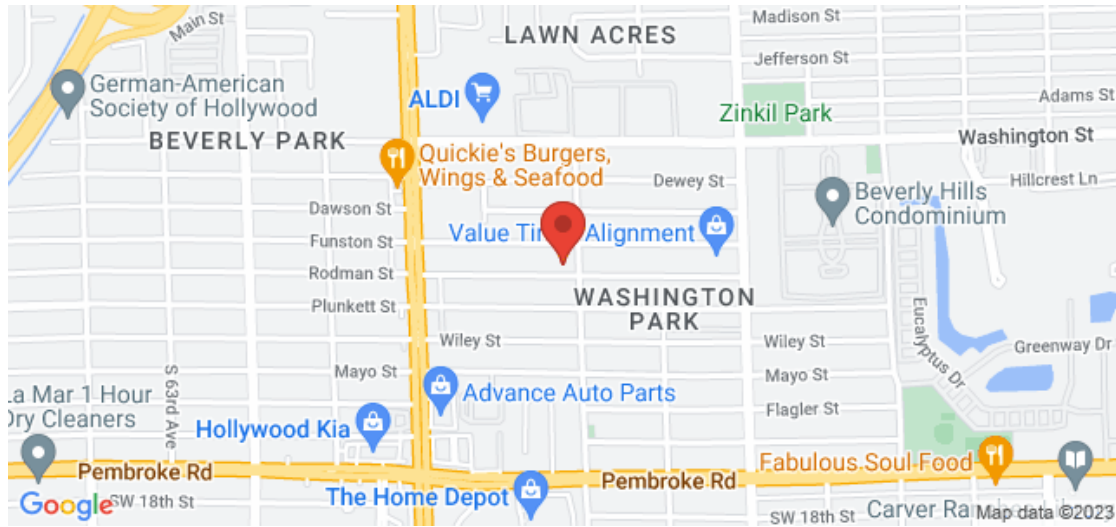 Madison St
Main St
LAWN ACRES
Jefferson St
German-American
Society of Hollywood
ALDI
Adams St
Zinkil Park
BEVERLY PARK
Washington St
Quickie's Burgers,
Wings & Seafood
Dewey St
Hillcrest Ln
Beverly Hills
Condominium
Dawson St
Value Alignment
Funston St
Rodman St
WASHINGTON
PARK
Plunkett St
Eucalyptus Dr
Wiley St
Wiley St
Greenway Dr
Mayo St
Mayo St
S 63rd Ave
La Mar 1 Hour
Dry Cleaners
Advance Auto Parts
Flagler St
Hollywood Kia
Fabulous Soul Food
Pembroke Rd
Pembroke Rd
The Home Depot
Google
SW 18th St
SW 18th St
Carver
Map data ©2023